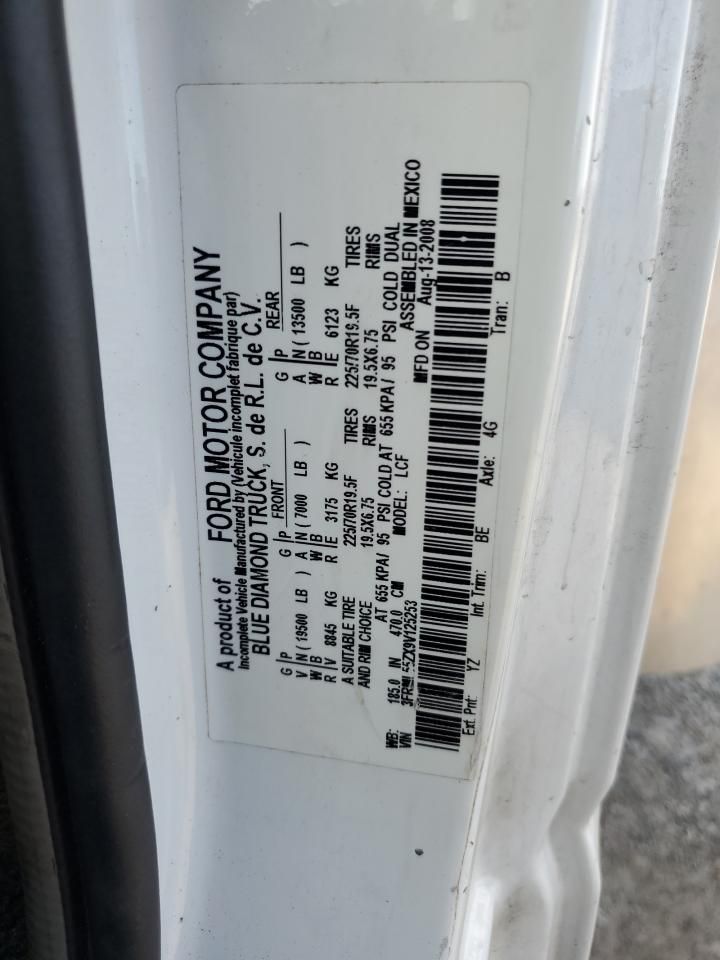 A product of FORD MOTOR COMPANY
Incomplete Vehicle Manufactured by (Vehicule incomplet fabrique par)
BLUE DIAMOND TRUCK, S. de R.L. de C.V.
FRONT REAR
G P G P G P
V N ( 19500 LB ) A N ( 7000 LB ) A N ( 13500 LB )
W B W B W B
R V 8845 KG R E 3175 KG R E 6123 KG
A SUITABLE TIRE 225/70R19.5F TIRES 225/70R19.5F TIRES
AND RIM CHOICE 19.5X6.75 RIMS 19.5X6.75 RIMS
AT 655 KPA/ 95 PSI COLD AT 655 KPA/ 95 PSI COLD DUAL
WB: 185.0 IN 470.0 CM MODEL: LCF ASSEMBLED IN MEXICO
VIN 3FRML55ZX9V125253 MFD ON Aug-13-2008
Ext. Pnt: YZ Int. Trim: BE Axle: 4G Tran: B